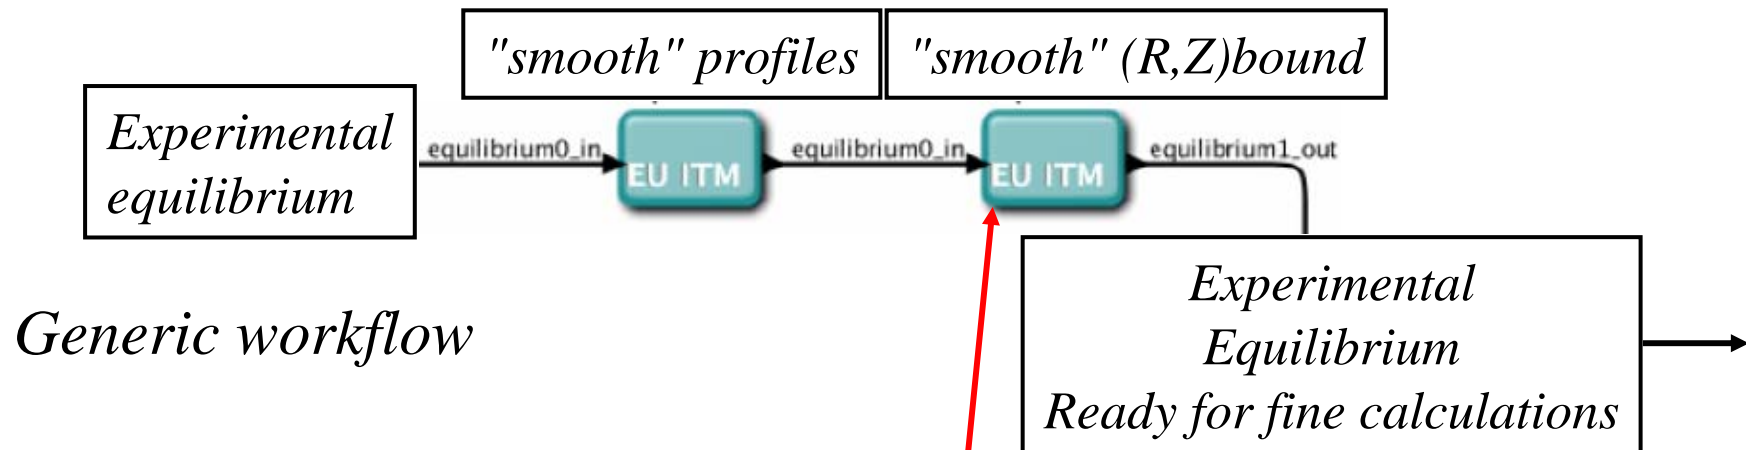 "smooth" profiles
"smooth" (R,Z)bound
Experimental
equilibrium
equilibrium0_in
EU ITM
equilibrium0_in
EU ITM
equilibrium1_out
Generic workflow
Experimental
Equilibrium
Ready for fine calculations